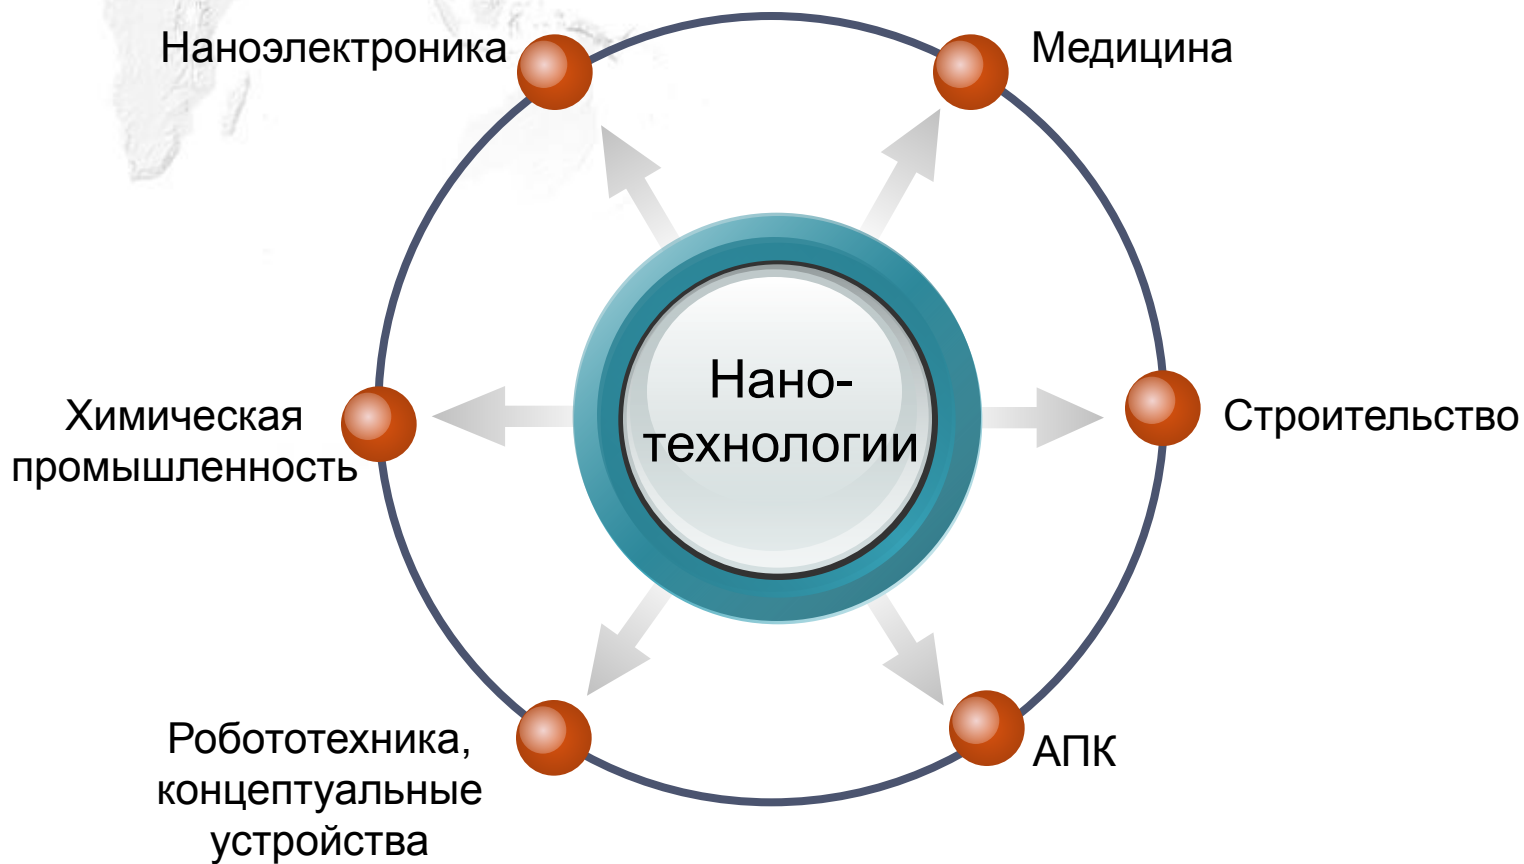 Наноэлектроника
Медицина
Нано-
технологии
Химическая
промышленность
Строительство
Робототехника,
концептуальные
устройства
АПК